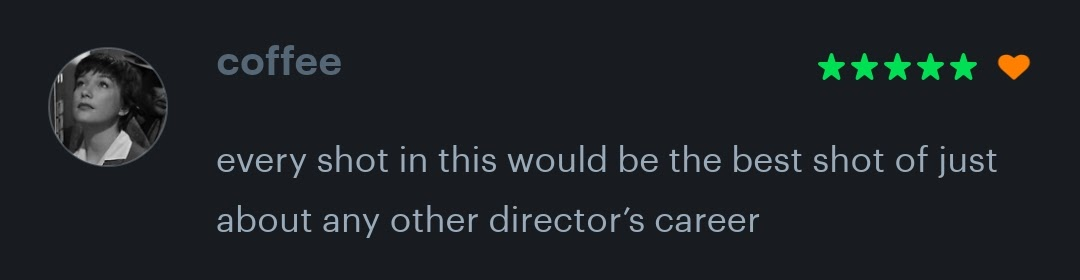 coffee
every shot in this would be the best shot of just
about any other director’s career